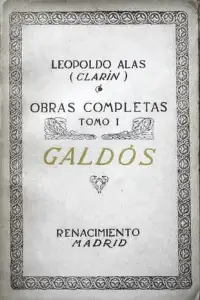 LEOPOLDO ALAS
(CLARÍN)
OBRAS COMPLETAS
TOMO I
GALDÓS
RENACIMIENTO
MADRID